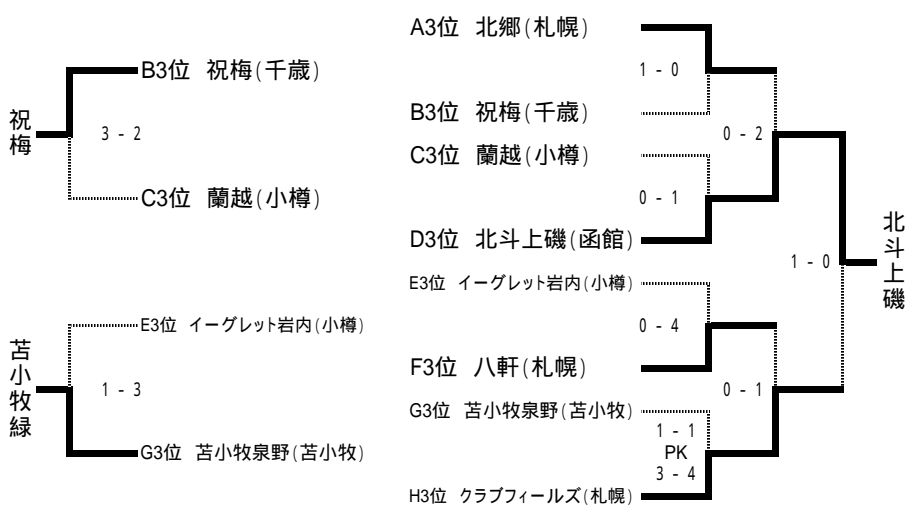 祝梅
B3位 祝梅(千歳)
3 - 2
C3位 蘭越(小樽)
苫小牧緑
E3位 イーグレット岩内(小樽)
1 - 3
G3位 苫小牧泉野(苫小牧)
A3位 北郷(札幌)
1 - 0
B3位 祝梅(千歳)
0 - 2
C3位 蘭越(小樽)
0 - 1
D3位 北斗上磯(函館)
1 - 0
北斗上磯
E3位 イーグレット岩内(小樽)
0 - 4
F3位 八軒(札幌)
0 - 1
G3位 苫小牧泉野(苫小牧)
1 - 1
PK
3 - 4
H3位 クラブフィールズ(札幌)